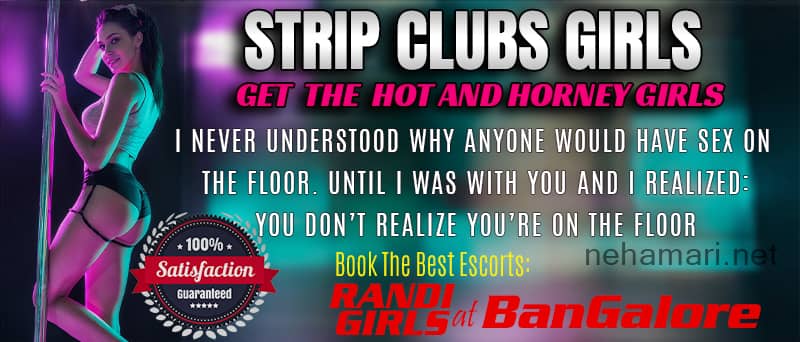 STRIP CLUBS GIRLS
GET THE HOT AND HORNEY GIRLS
I NEVER UNDERSTOOD WHY ANYONE WOULD HAVE SEX ON
THE FLOOR. UNTIL I WAS WITH YOU AND I REALIZED:
YOU DON'T REALIZE YOU'RE ON THE FLOOR
nehamari.net
100%
Satisfaction
Guaranteed
Book The Best Escorts:
RANDI
GIRLS at BanGalore